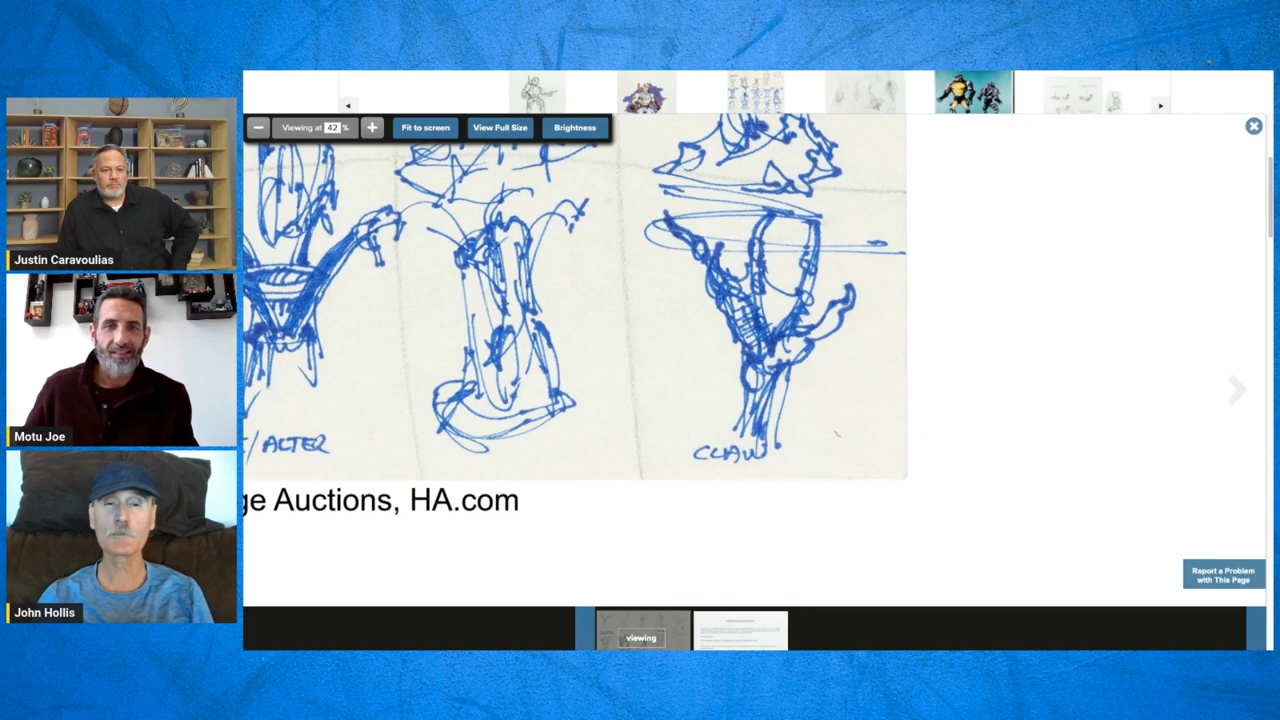 Viewing at 42 %
Fit to screen
View Full Size
Brightness
Justin Caravoulias
Motu Joe
John Hollis
/ALTER
CLAW
ge Auctions, HA.com
Report a Problem
with This Page
viewing